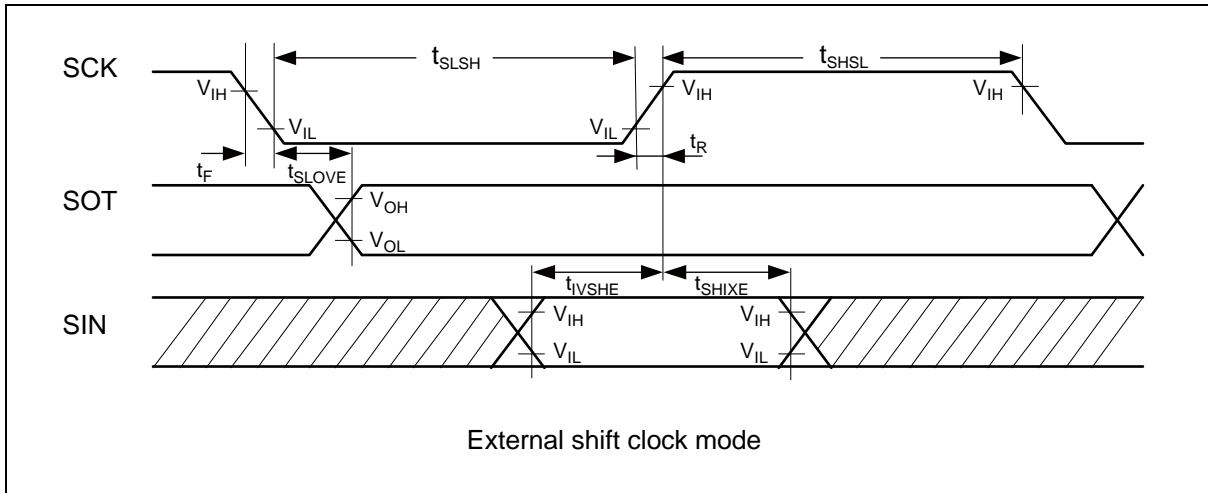 SCK
tSLSH
tSHSL
VIH
VIL
VIL
VIH
VIH
tF
tSLOVE
tR
SOT
VOH
VOL
tIVSHE
tSHIXE
SIN
VIH
VIL
VIH
VIL
External shift clock mode